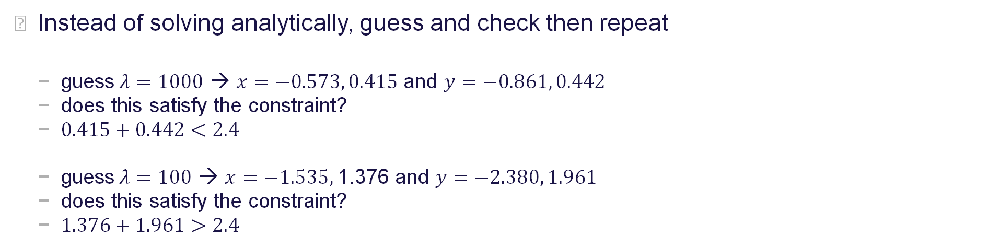 Instead of solving analytically, guess and check then repeat
– guess 𝜆 = 1000 → 𝑥 = −0.573, 0.415 and 𝑦 = −0.861, 0.442
– does this satisfy the constraint?
– 0.415 + 0.442 < 2.4
– guess 𝜆 = 100 → 𝑥 = −1.535, 1.376 and 𝑦 = −2.380, 1.961
– does this satisfy the constraint?
– 1.376 + 1.961 > 2.4